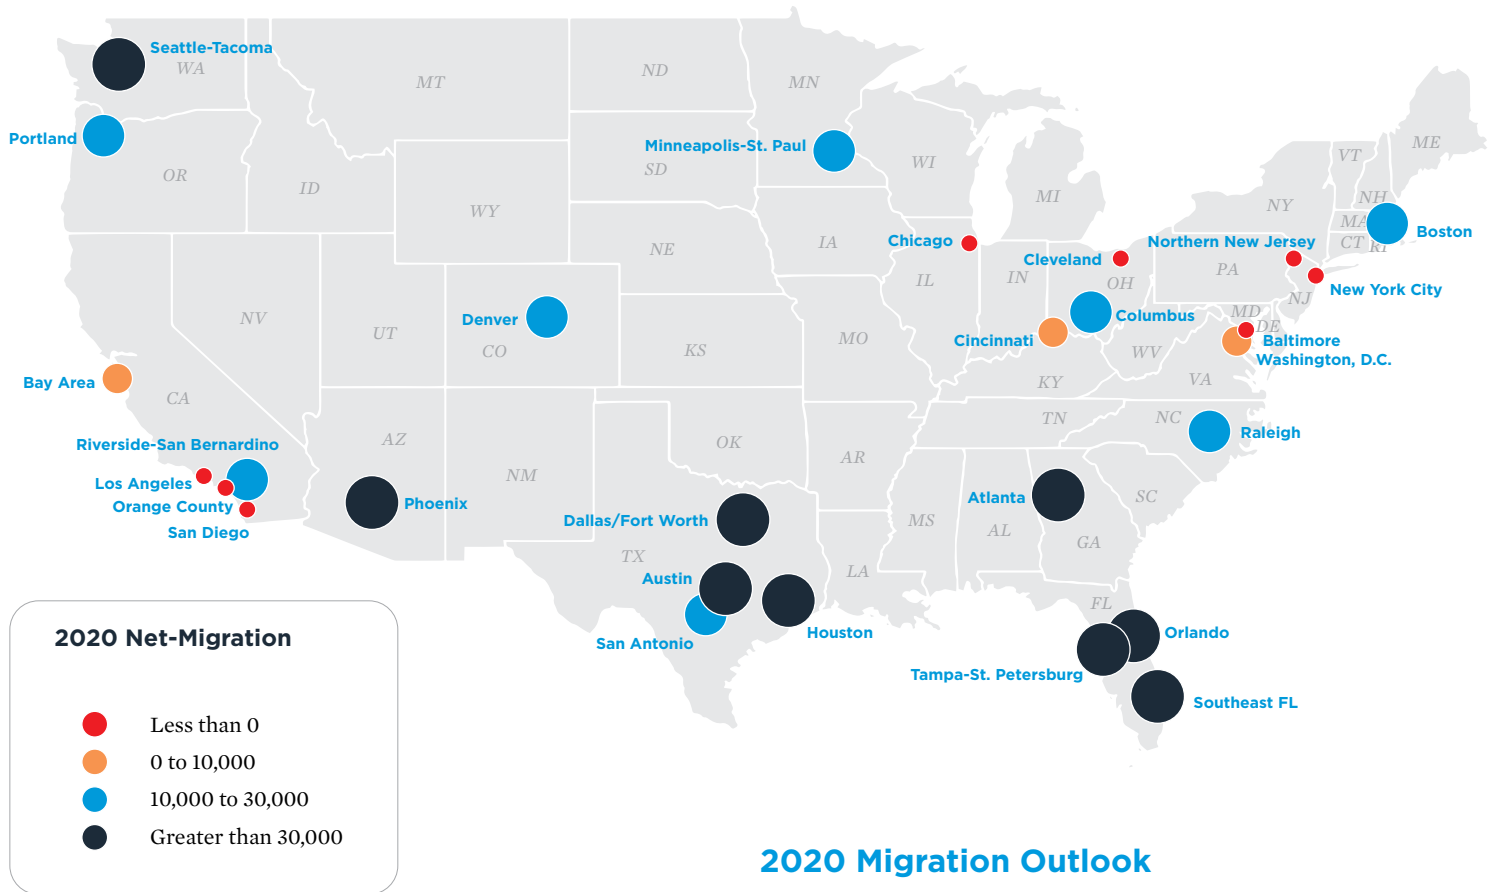 Seattle-Tacoma
WA
MT
ND
MN
Portland
OR
ID
WY
SD
Minneapolis-St. Paul
WI
MI
ME
VT
NH
NY
MA
CT RI
Boston
NE
IA
Chicago
IL
IN
Cleveland
OH
Northern New Jersey
PA
New York City
NJ
NV
UT
Denver
CO
KS
MO
Cincinnati
Columbus
MD
DE
Baltimore
Washington, D.C.
WV
VA
KY
Bay Area
CA
Riverside-San Bernardino
Los Angeles
Orange County
San Diego
AZ
Phoenix
NM
OK
AR
TN
NC
Raleigh
SC
Dallas/Fort Worth
TX
Austin
San Antonio
Houston
LA
MS
AL
Atlanta
GA
FL
Orlando
Tampa-St. Petersburg
Southeast FL
2020 Net-Migration
Less than 0
0 to 10,000
10,000 to 30,000
Greater than 30,000
2020 Migration Outlook